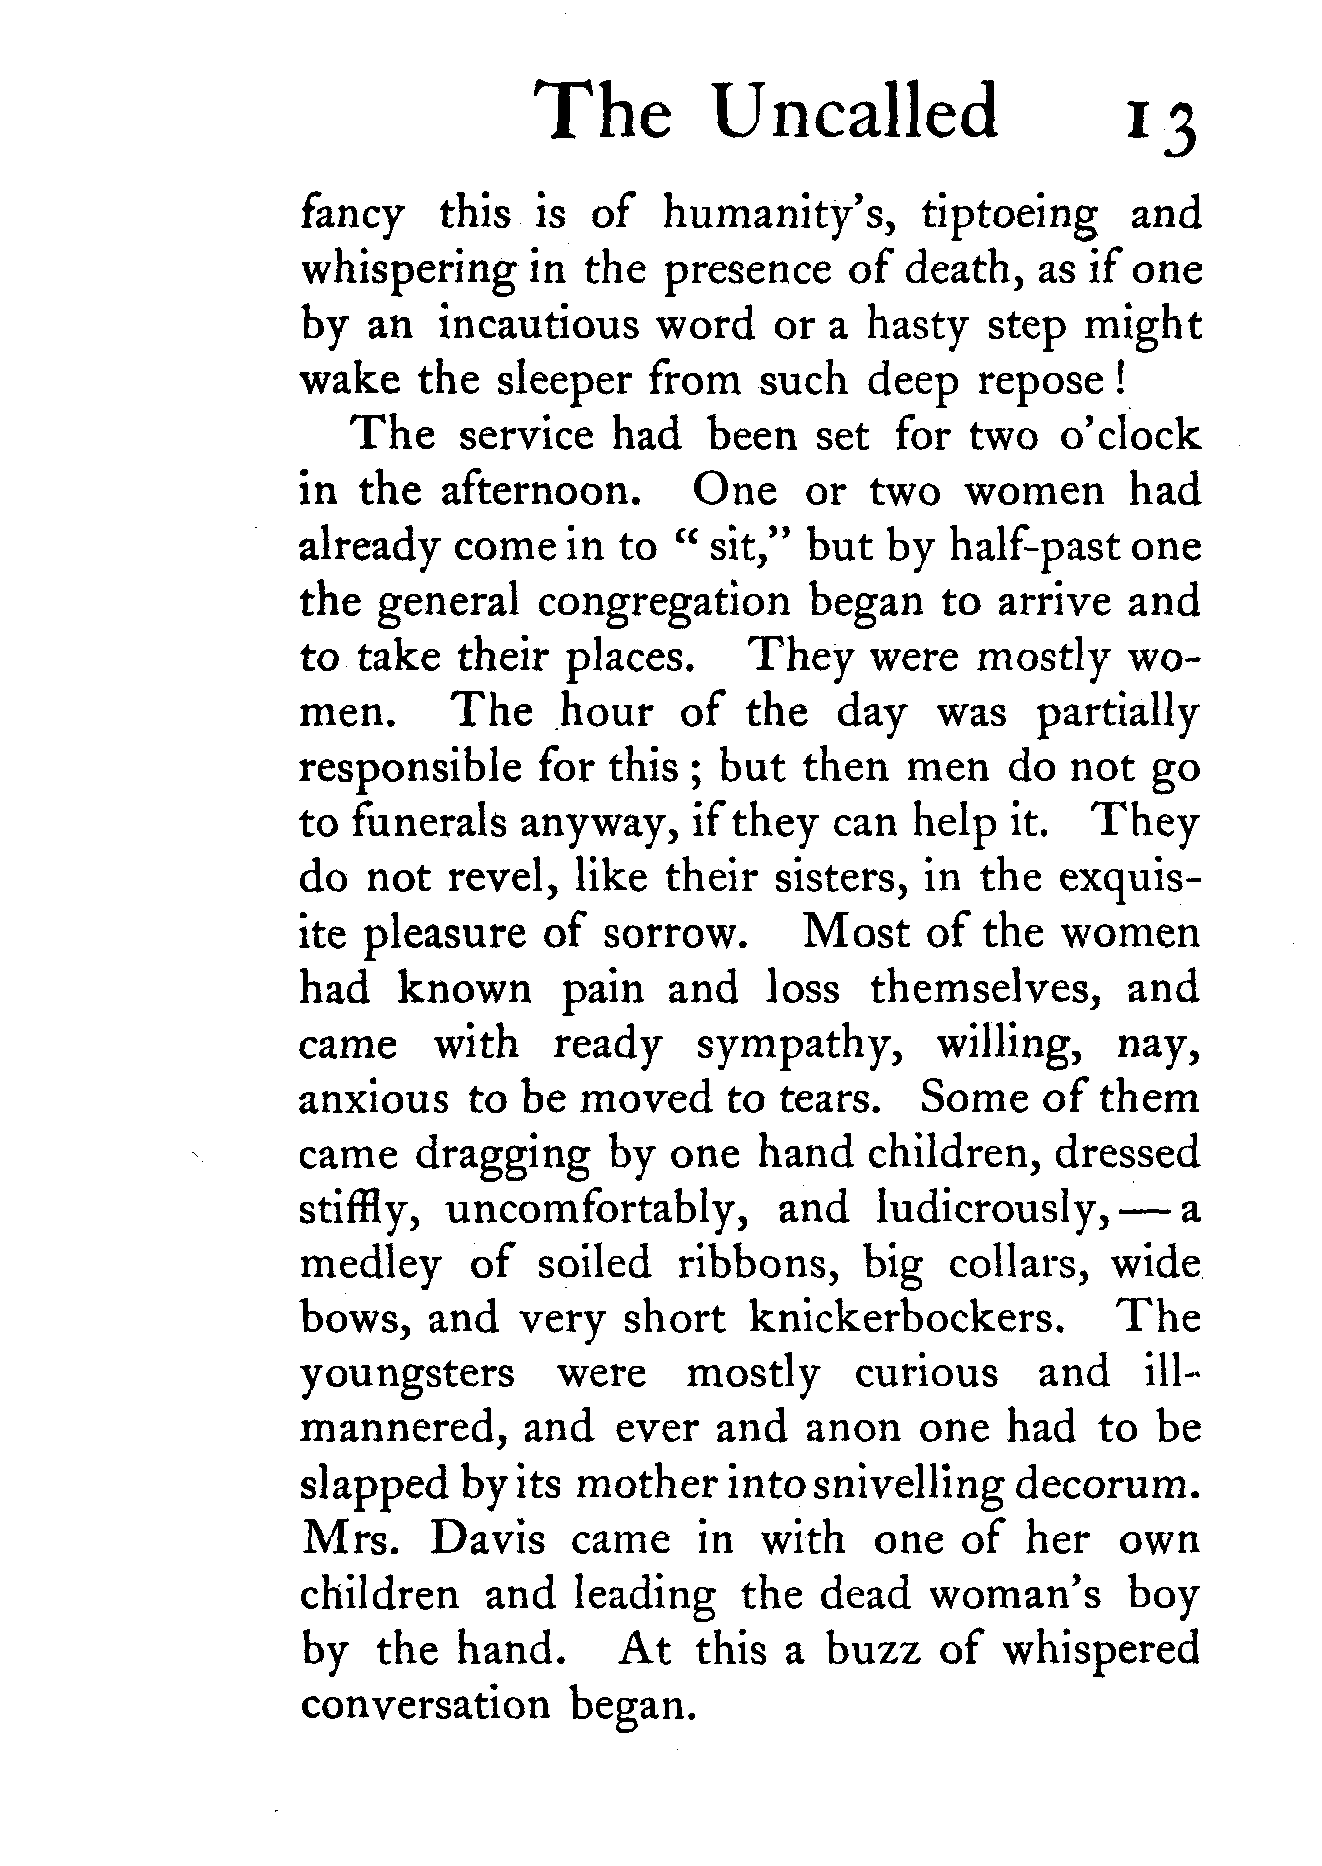 The Uncalled 13
fancy this is of humanity's, tiptoeing and
whispering in the presence of death, as if one
by an incautious word or a hasty step might
wake the sleeper from such deep repose !
The service had been set for two o'clock
in the afternoon. One or two women had
already come in to " sit," but by half-past one
the general congregation began to arrive and
to take their places. They were mostly wo-
men. The hour of the day was partially
responsible for this ; but then men do not go
to funerals anyway, if they can help it. They
do not revel, like their sisters, in the exquis-
ite pleasure of sorrow. Most of the women
had known pain and loss themselves, and
came with ready sympathy, willing, nay,
anxious to be moved to tears. Some of them
came dragging by one hand children, dressed
stiffly, uncomfortably, and ludicrously, — a
medley of soiled ribbons, big collars, wide
bows, and very short knickerbockers. The
youngsters were mostly curious and ill-
mannered, and ever and anon one had to be
slapped by its mother into snivelling decorum.
Mrs. Davis came in with one of her own
children and leading the dead woman's boy
by the hand. At this a buzz of whispered
conversation began.